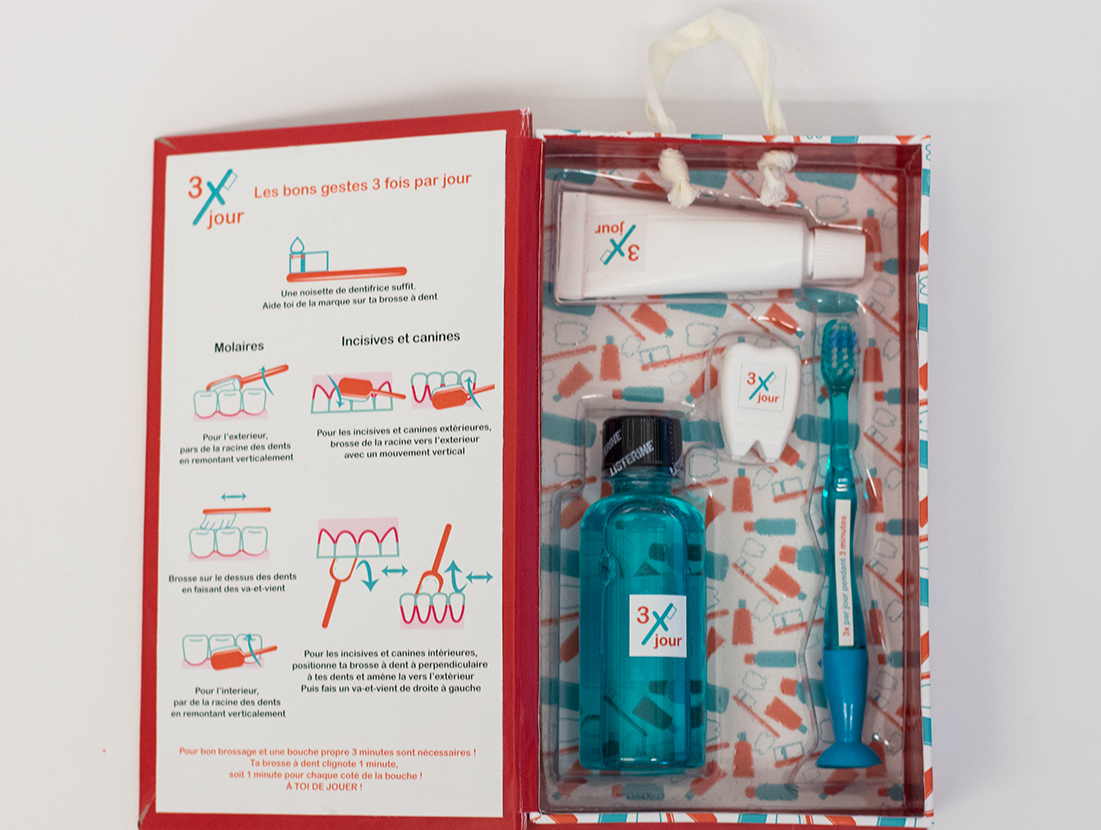 3X
jour
Les bons gestes 3 fois par jour
Une noisette de dentifrice suffit.
Aide toi de la marque sur ta brosse à dent
Molaires
Pour l'exterieur,
pars de la racine des dents
en remontant verticalement
Brosse sur le dessus des dents
en faisant des va-et-vient
Pour l'interieur,
par de la racine des dents
en remontant verticalement
Incisives et canines
Pour les incisives et canines extérieures,
brosse de la racine vers l'exterieur
avec un mouvement vertical
Pour les incisives et canines intérieures,
positionne ta brosse à dent à perpendiculaire
à tes dents et amène la vers l'extérieur
Puis fais un va-et-vient de droite à gauche
Pour bon brossage et une bouche propre 3 minutes sont nécessaires !
Ta brosse à dent clignote 1 minute,
soit 1 minute pour chaque coté de la bouche !
À TOI DE JOUER !
3X
jour
3X
jour
LISTERINE
3X
jour
3x par jour pendant 3 minutes